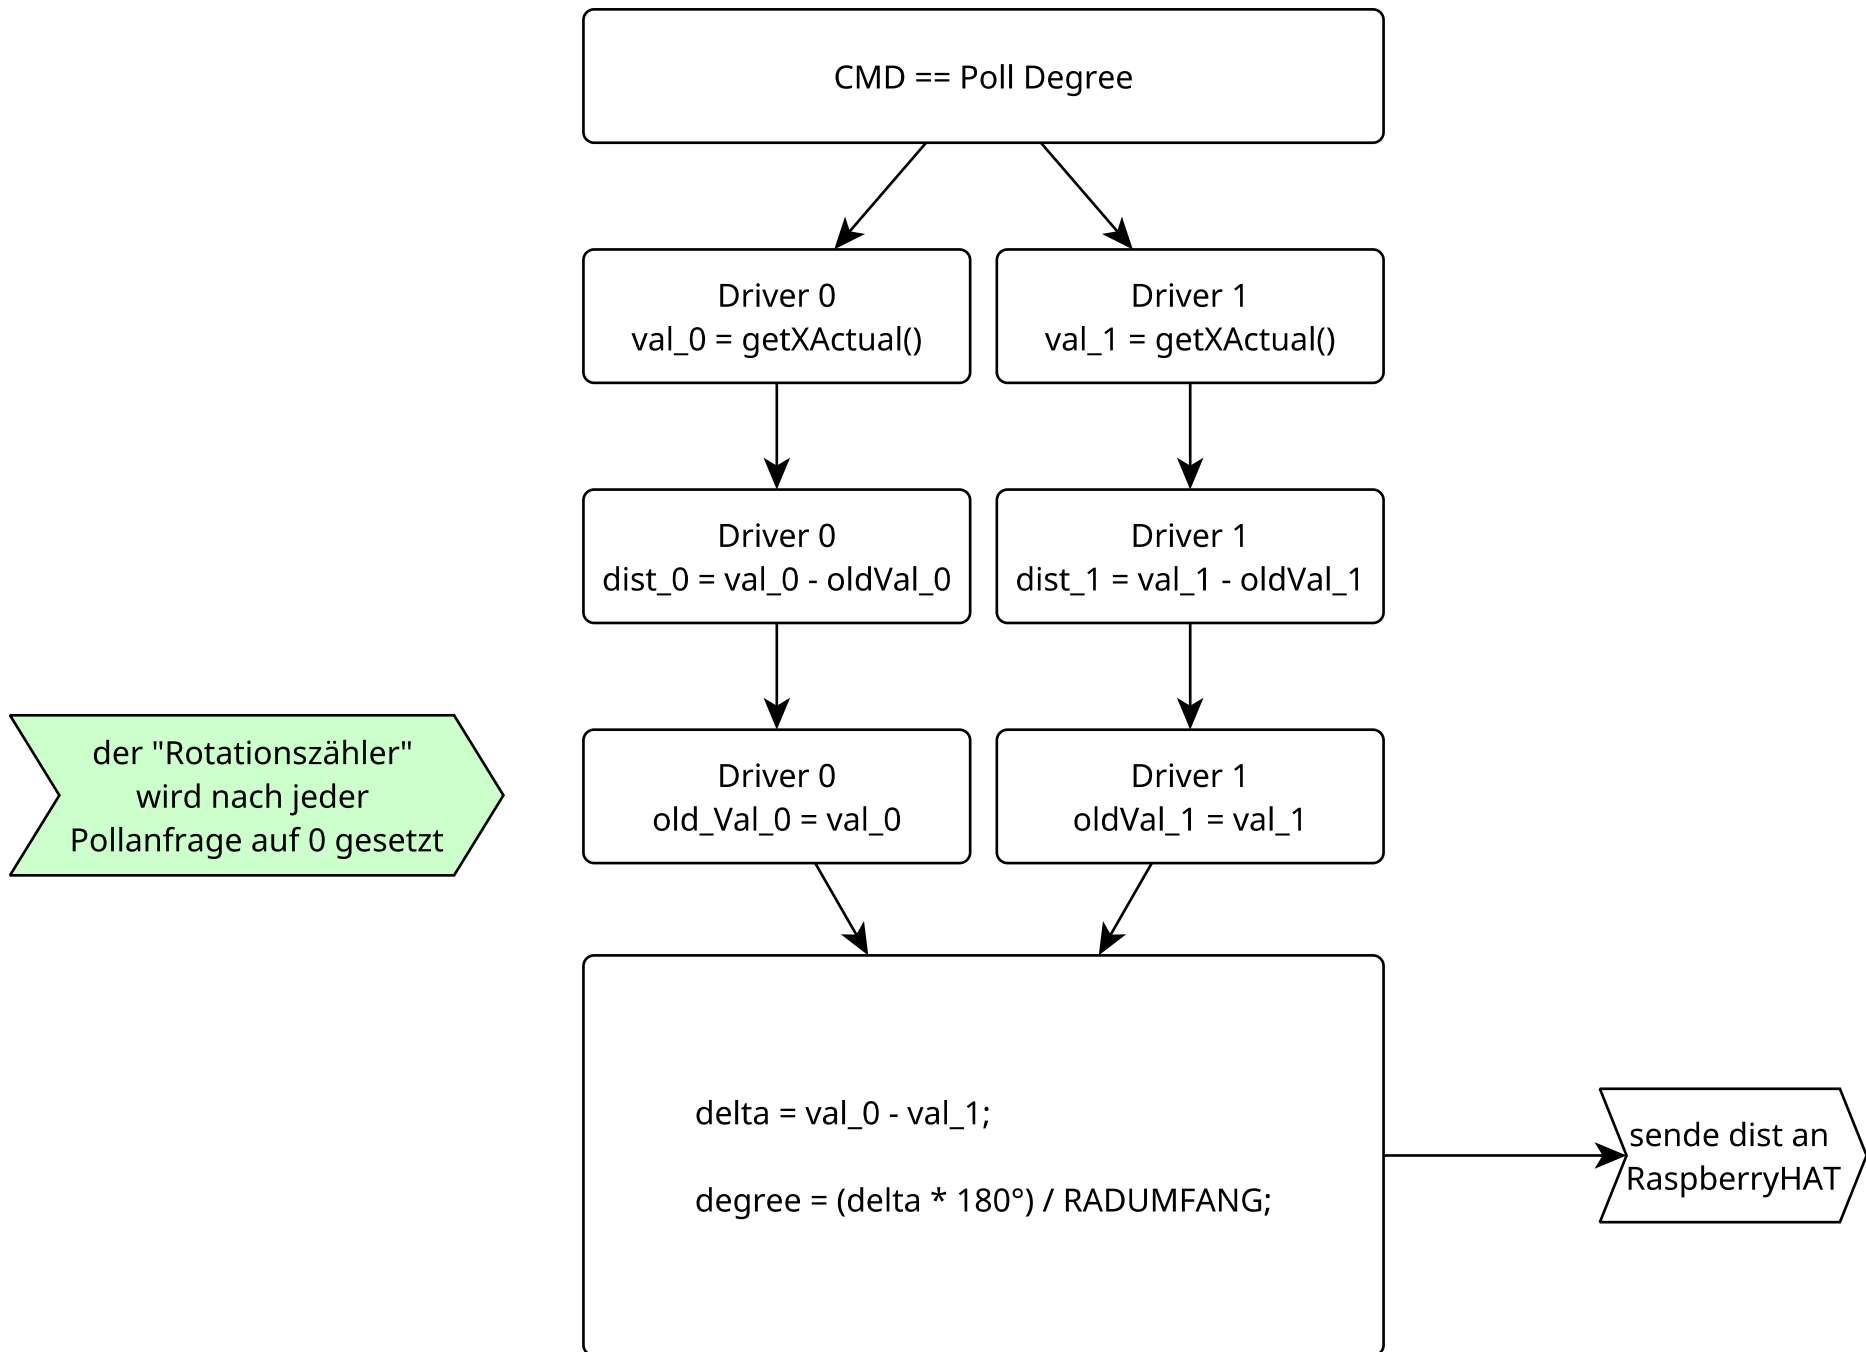 CMD == Poll Degree
Driver 0
val_0 = getXActual()
Driver 1
val_1 = getXActual()
Driver 0
dist_0 = val_0 - oldVal_0
Driver 1
dist_1 = val_1 - oldVal_1
der "Rotationszähler"
wird nach jeder
Pollanfrage auf 0 gesetzt
Driver 0
old_Val_0 = val_0
Driver 1
oldVal_1 = val_1
delta = val_0 - val_1;
degree = (delta * 180°) / RADUMFANG;
sende dist an
RaspberryHAT